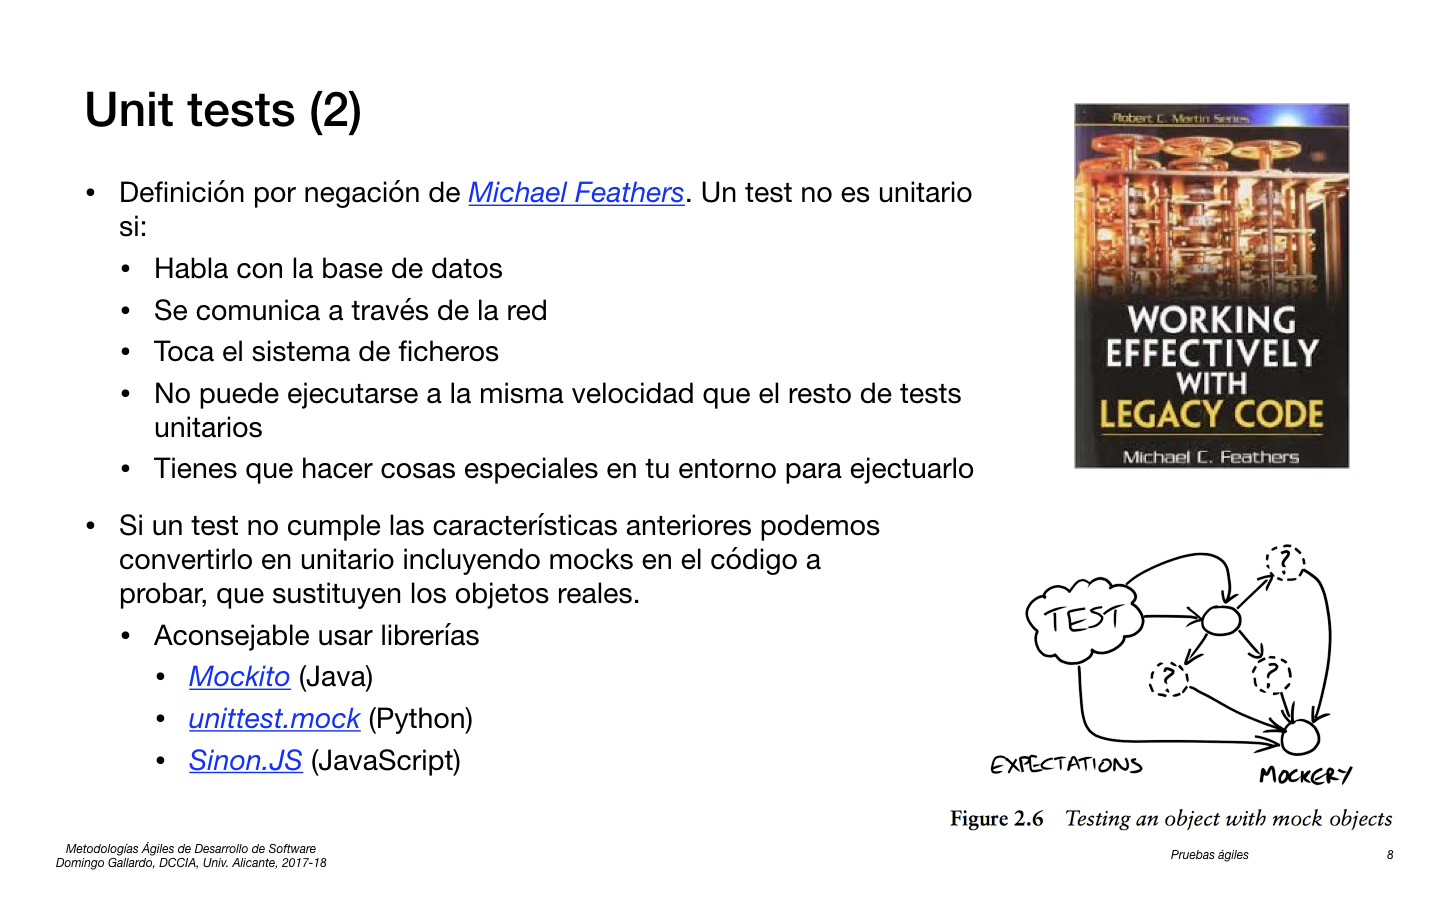 Unit tests (2)
• Definición por negación de Michael Feathers. Un test no es unitario
si:
• Habla con la base de datos
• Se comunica a través de la red
• Toca el sistema de ficheros
• No puede ejecutarse a la misma velocidad que el resto de tests
unitarios
• Tienes que hacer cosas especiales en tu entorno para ejectuarlo
• Si un test no cumple las características anteriores podemos
convertirlo en unitario incluyendo mocks en el código a
probar, que sustituyen los objetos reales.
• Aconsejable usar librerías
• Mockito (Java)
• unittest.mock (Python)
• Sinon.JS (JavaScript)
Robert C. Martin Series
WORKING
EFFECTIVELY
WITH
LEGACY CODE
Michael C. Feathers
?
TEST
?
?
EXPECTATIONS
MOCKERY
Figure 2.6 Testing an object with mock objects
Metodologías Ágiles de Desarrollo de Software
Domingo Gallardo, DCCIA, Univ. Alicante, 2017-18
Pruebas ágiles
8